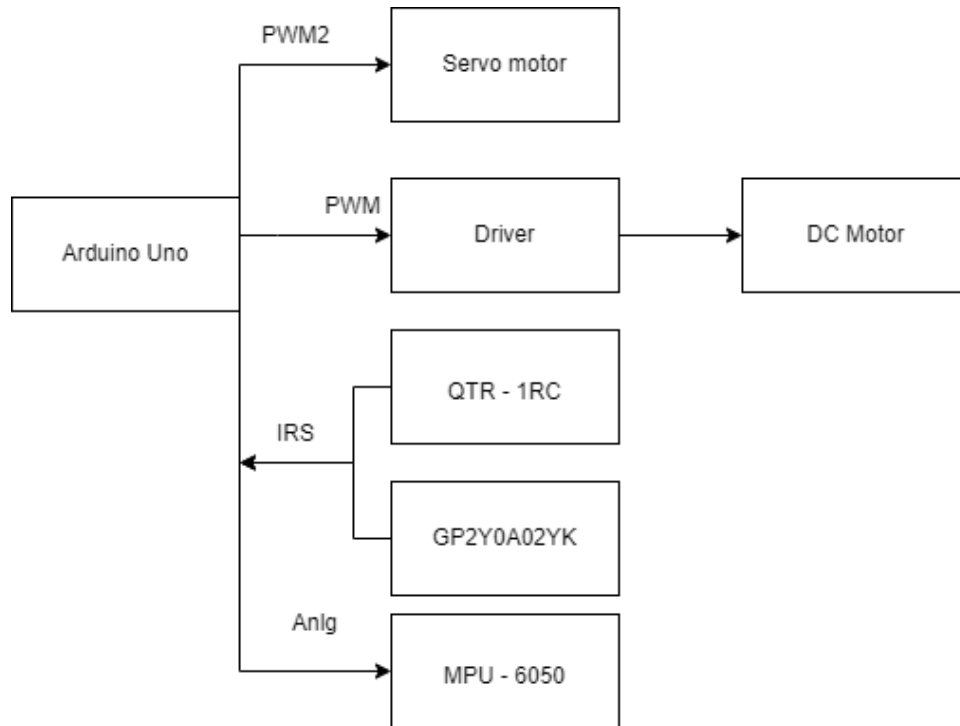 PWM2
Servo motor
Arduino Uno
PWM
Driver
DC Motor
QTR - 1RC
IRS
GP2Y0A02YK
Anlg
MPU - 6050